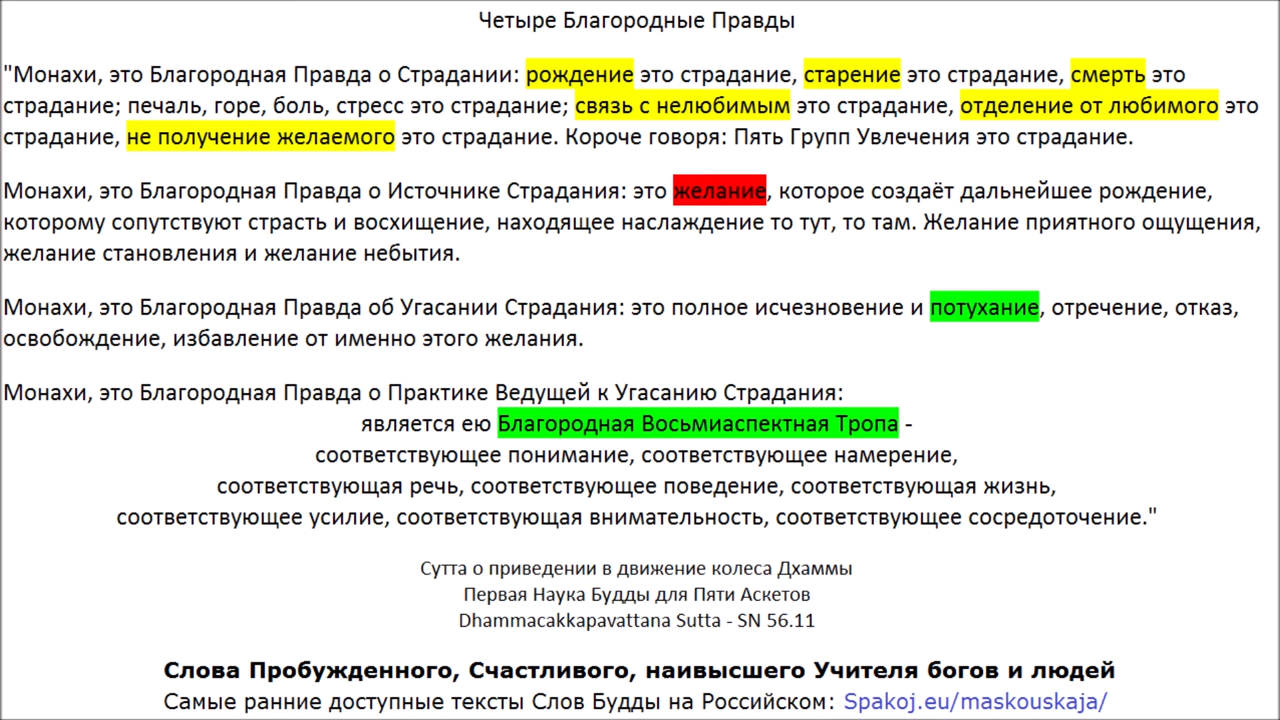 Четыре Благородные Правды
"Монахи, это Благородная Правда о Страдании: рождение это страдание, старение это страдание, смерть это
страдание; печаль, горе, боль, стресс это страдание; связь с нелюбимым это страдание, отделение от любимого это
страдание, не получение желаемого это страдание. Короче говоря: Пять Групп Увлечения это страдание.
Монахи, это Благородная Правда о Источнике Страдания: это желание, которое создаёт дальнейшее рождение,
которому сопутствуют страсть и восхищение, находящее наслаждение то тут, то там. Желание приятного ощущения,
желание становления и желание небытия.
Монахи, это Благородная Правда об Угасании Страдания: это полное исчезновение и потухание, отречение, отказ,
освобождение, избавление от именно этого желания.
Монахи, это Благородная Правда о Практике Ведущей к Угасанию Страдания:
является ею Благородная Восьмиаспектная Тропа -
соответствующее понимание, соответствующее намерение,
соответствующая речь, соответствующее поведение, соответствующая жизнь,
соответствующее усилие, соответствующая внимательность, соответствующее сосредоточение."
Сутта о приведении в движение колеса Дхаммы
Первая Наука Будды для Пяти Аскетов
Dhammacakkapavattana Sutta - SN 56.11
Слова Пробужденного, Счастливого, наивысшего Учителя богов и людей
Самые ранние доступные тексты Слов Будды на Российском: Spakoj.eu/maskouskaja/